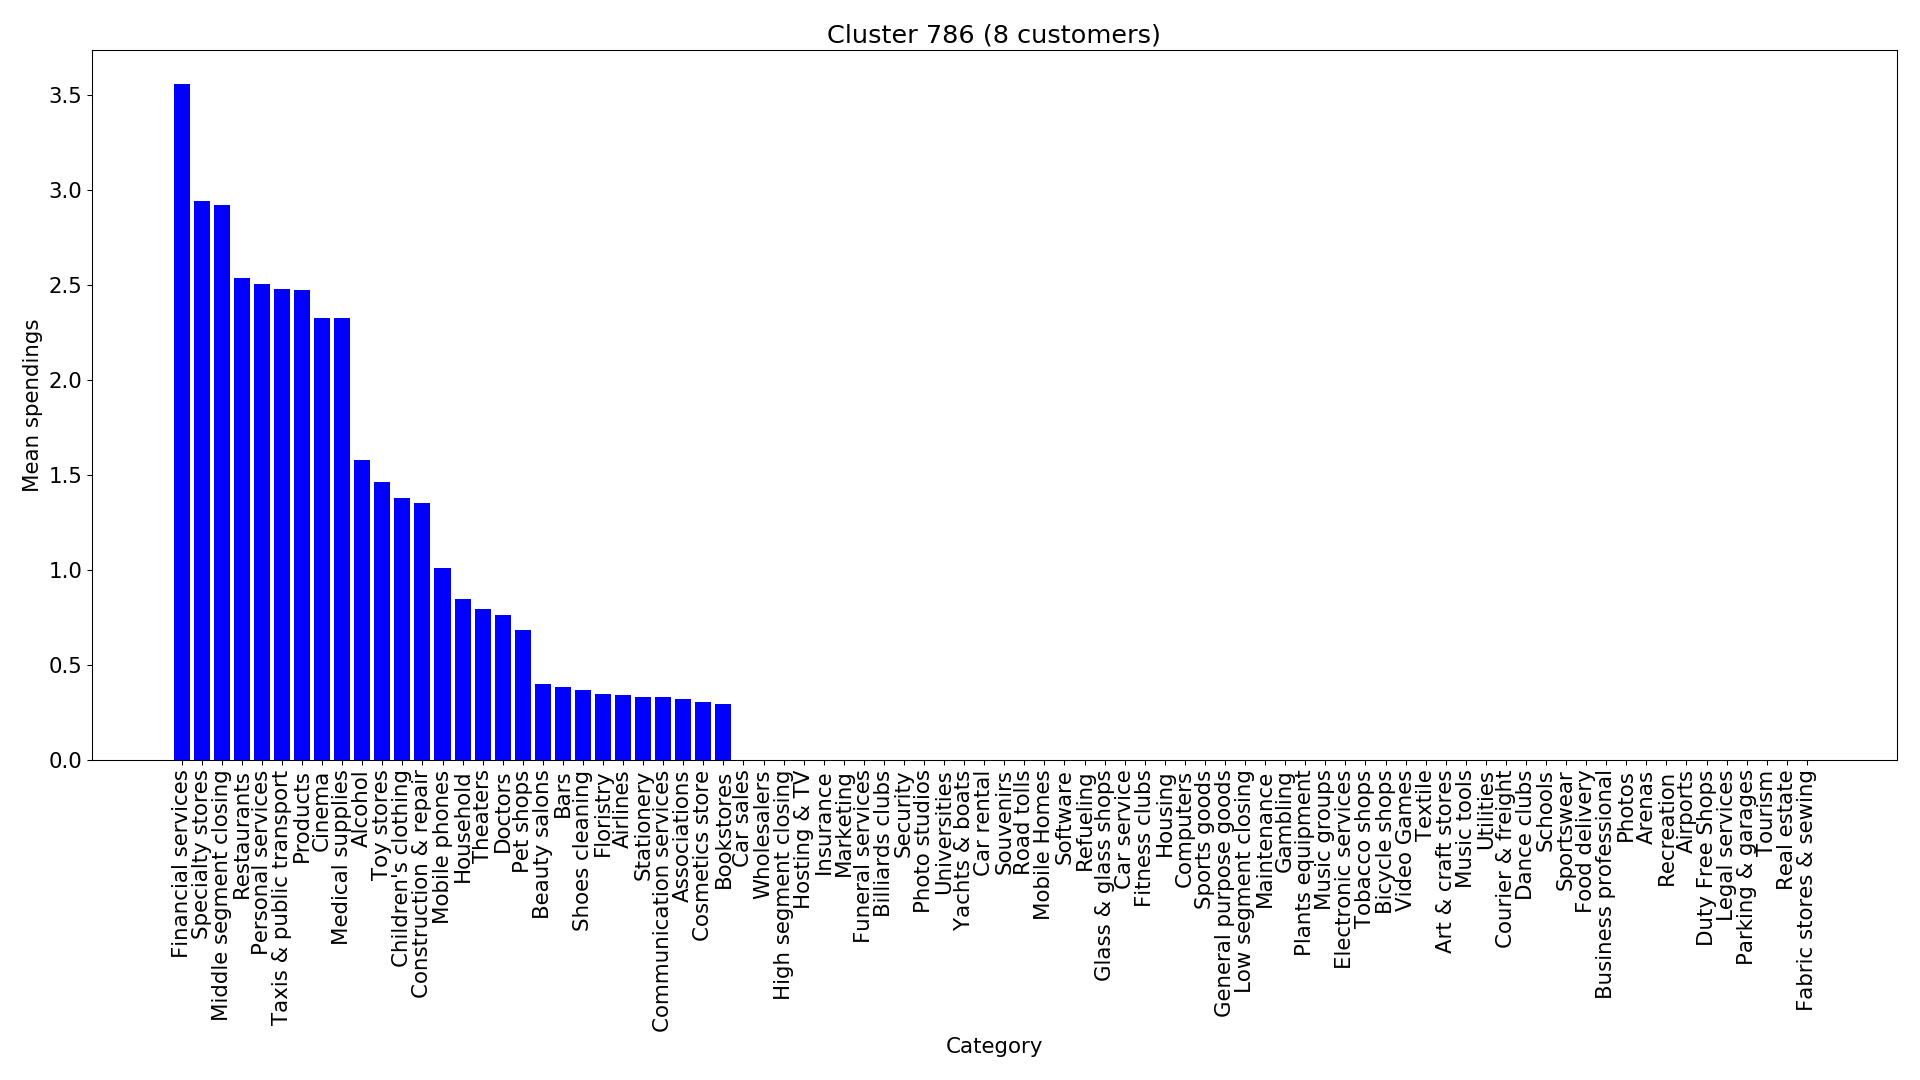 Cluster 786 (8 customers)
Mean spendings
3.5
3.0
2.5
2.0
1.5
1.0
0.5
0.0
Financial services
Specialty stores
Middle segment closing
Restaurants
Personal services
Taxis & public transport
Products
Cinema
Medical supplies
Alcohol
Toy stores
Children's clothing
Construction & repair
Mobile phones
Household
Theaters
Doctors
Pet shops
Beauty salons
Bars
Shoes cleaning
Floristry
Airlines
Stationery
Communication services
Associations
Cosmetics store
Bookstores
Car sales
Wholesalers
High segment closing
Hosting & TV
Insurance
Marketing
Funeral services
Billiards clubs
Security
Photo studios
Universities
Yachts & boats
Car rental
Souvenirs
Road tolls
Mobile Homes
Software
Refueling
Glass & glass shops
Car service
Fitness clubs
Housing
Computers
Sports goods
General purpose goods
Low segment closing
Maintenance
Gambling
Plants equipment
Music groups
Electronic services
Tobacco shops
Bicycle shops
Video Games
Textile
Art & craft stores
Music tools
Utilities
Courier & freight
Dance clubs
Schools
Sportswear
Food delivery
Business professional
Photos
Arenas
Recreation
Airports
Duty Free Shops
Legal services
Parking & garages
Tourism
Real estate
Fabric stores & sewing
Category